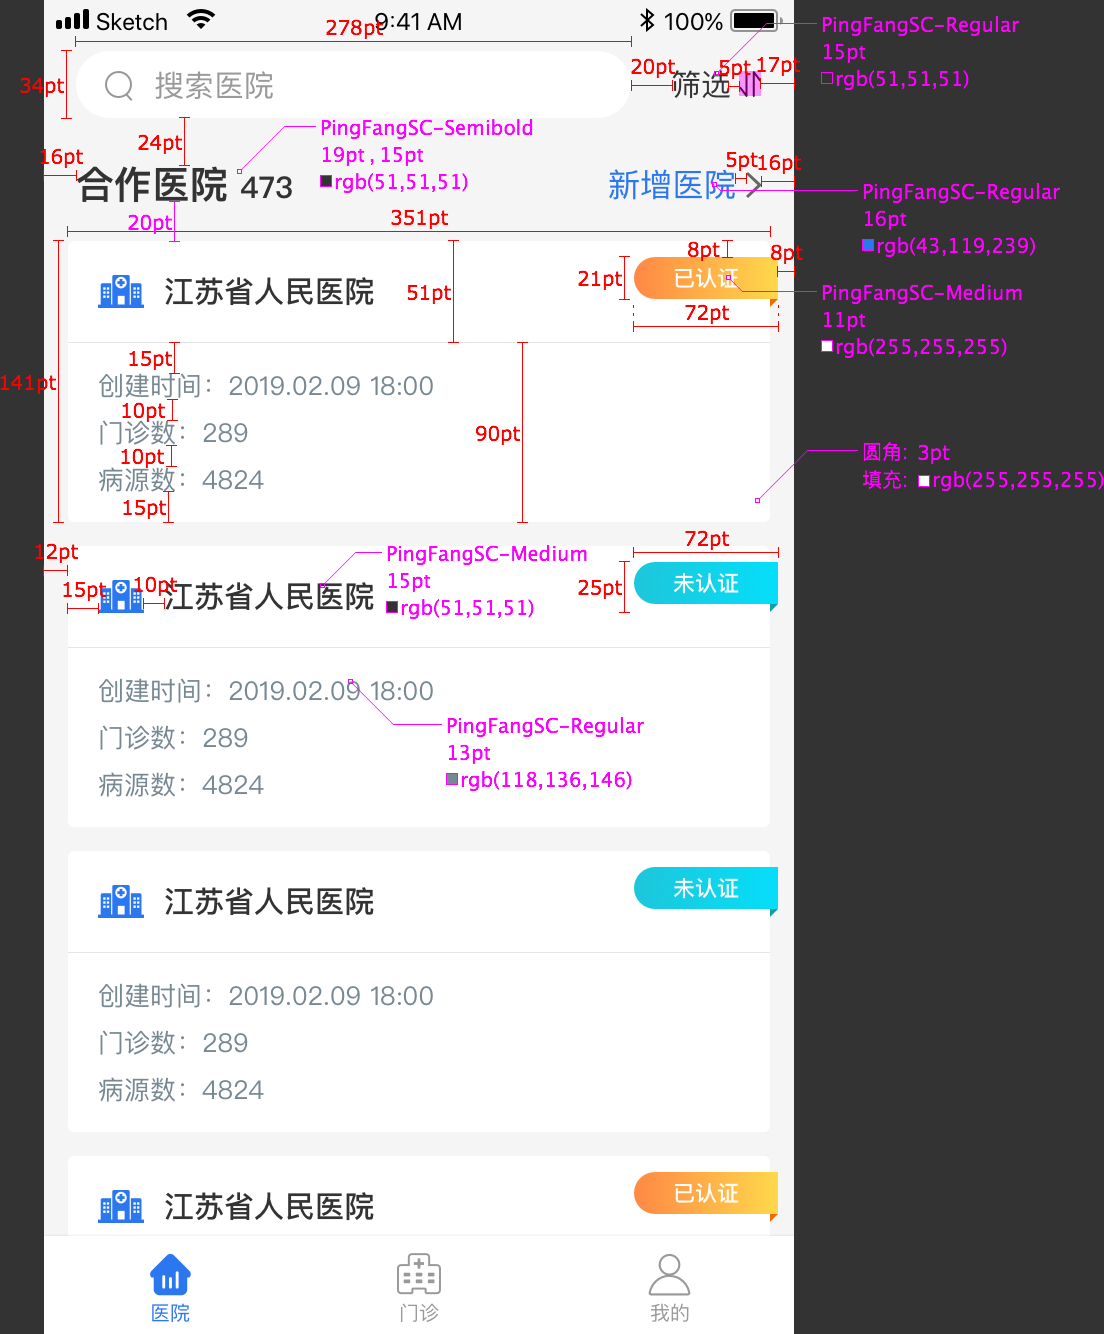 Sketch 9:41 AM 100%
278pt
34pt
搜索医院
20pt
筛选
5pt
17pt
PingFangSC-Regular
15pt
rgb(51,51,51)
24pt
16pt
PingFangSC-Semibold
19pt , 15pt
rgb(51,51,51)
合作医院 473
新增医院
5pt
16pt
PingFangSC-Regular
16pt
rgb(43,119,239)
20pt
351pt
8pt
8pt
江苏省人民医院
51pt
21pt
已认证
72pt
PingFangSC-Medium
11pt
rgb(255,255,255)
141pt
15pt
创建时间：2019.02.09 18:00
10pt
门诊数：289
90pt
10pt
病源数：4824
15pt
圆角: 3pt
填充: rgb(255,255,255)
12pt
15pt
10pt
江苏省人民医院
PingFangSC-Medium
15pt
rgb(51,51,51)
72pt
25pt
未认证
创建时间：2019.02.09 18:00
门诊数：289
病源数：4824
PingFangSC-Regular
13pt
rgb(118,136,146)
江苏省人民医院
未认证
创建时间：2019.02.09 18:00
门诊数：289
病源数：4824
江苏省人民医院
已认证
医院
门诊
我的